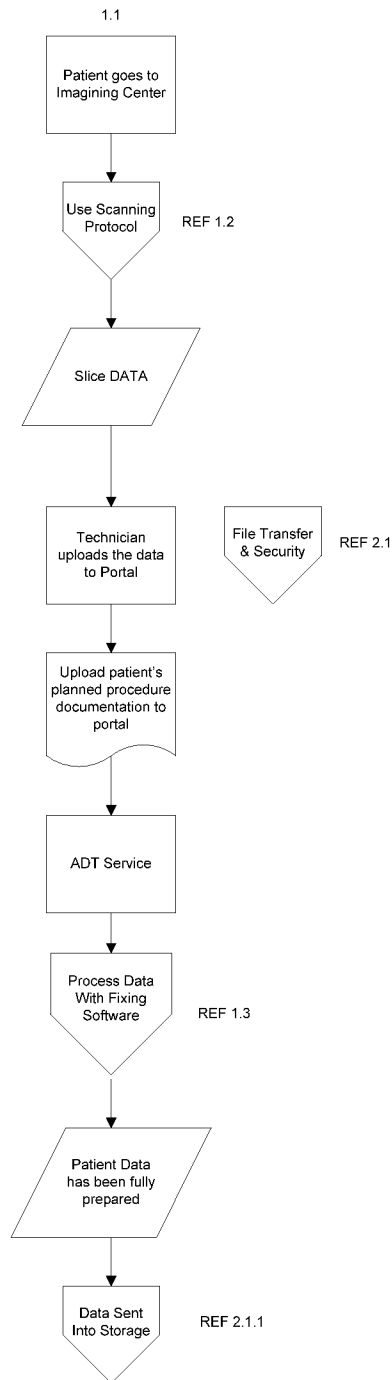 1.1
Patient goes to
Imagining Center
Use Scanning
Protocol
REF 1.2
Slice DATA
Technician
uploads the data
to Portal
File Transfer
& Security
REF 2.1
Upload patient's
planned procedure
documentation to
portal
ADT Service
Process Data
With Fixing
Software
REF 1.3
Patient Data
has been fully
prepared
Data Sent
Into Storage
REF 2.1.1